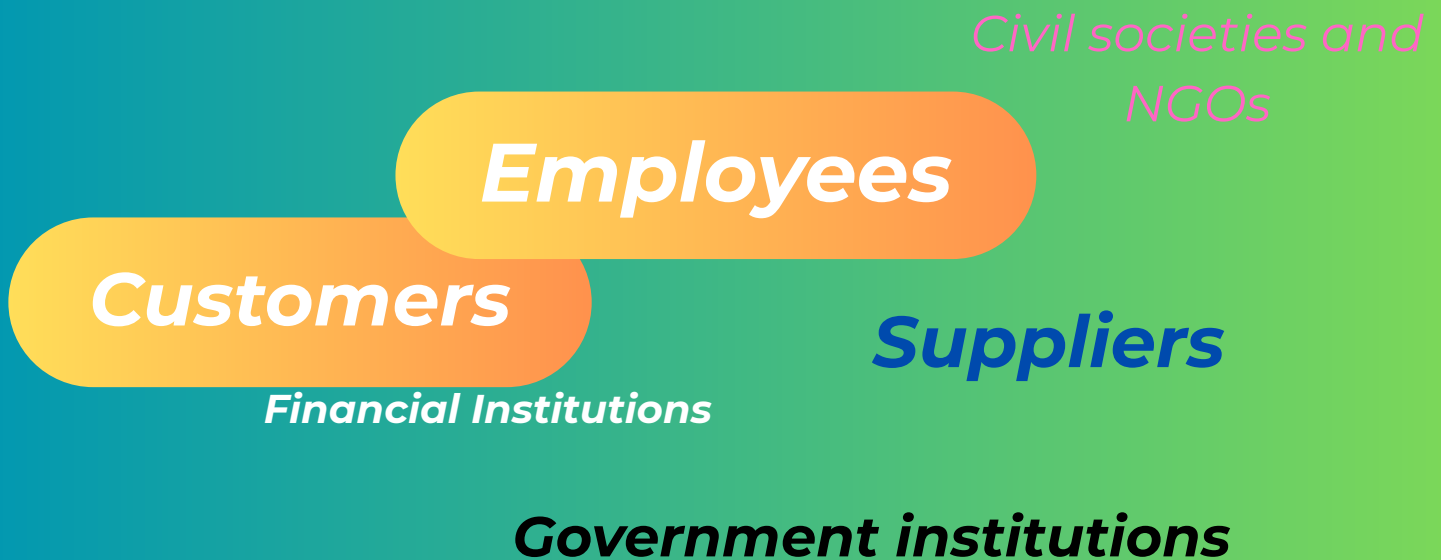 Civil societies and
NGOs
Employees
Customers
Suppliers
Financial Institutions
Government institutions